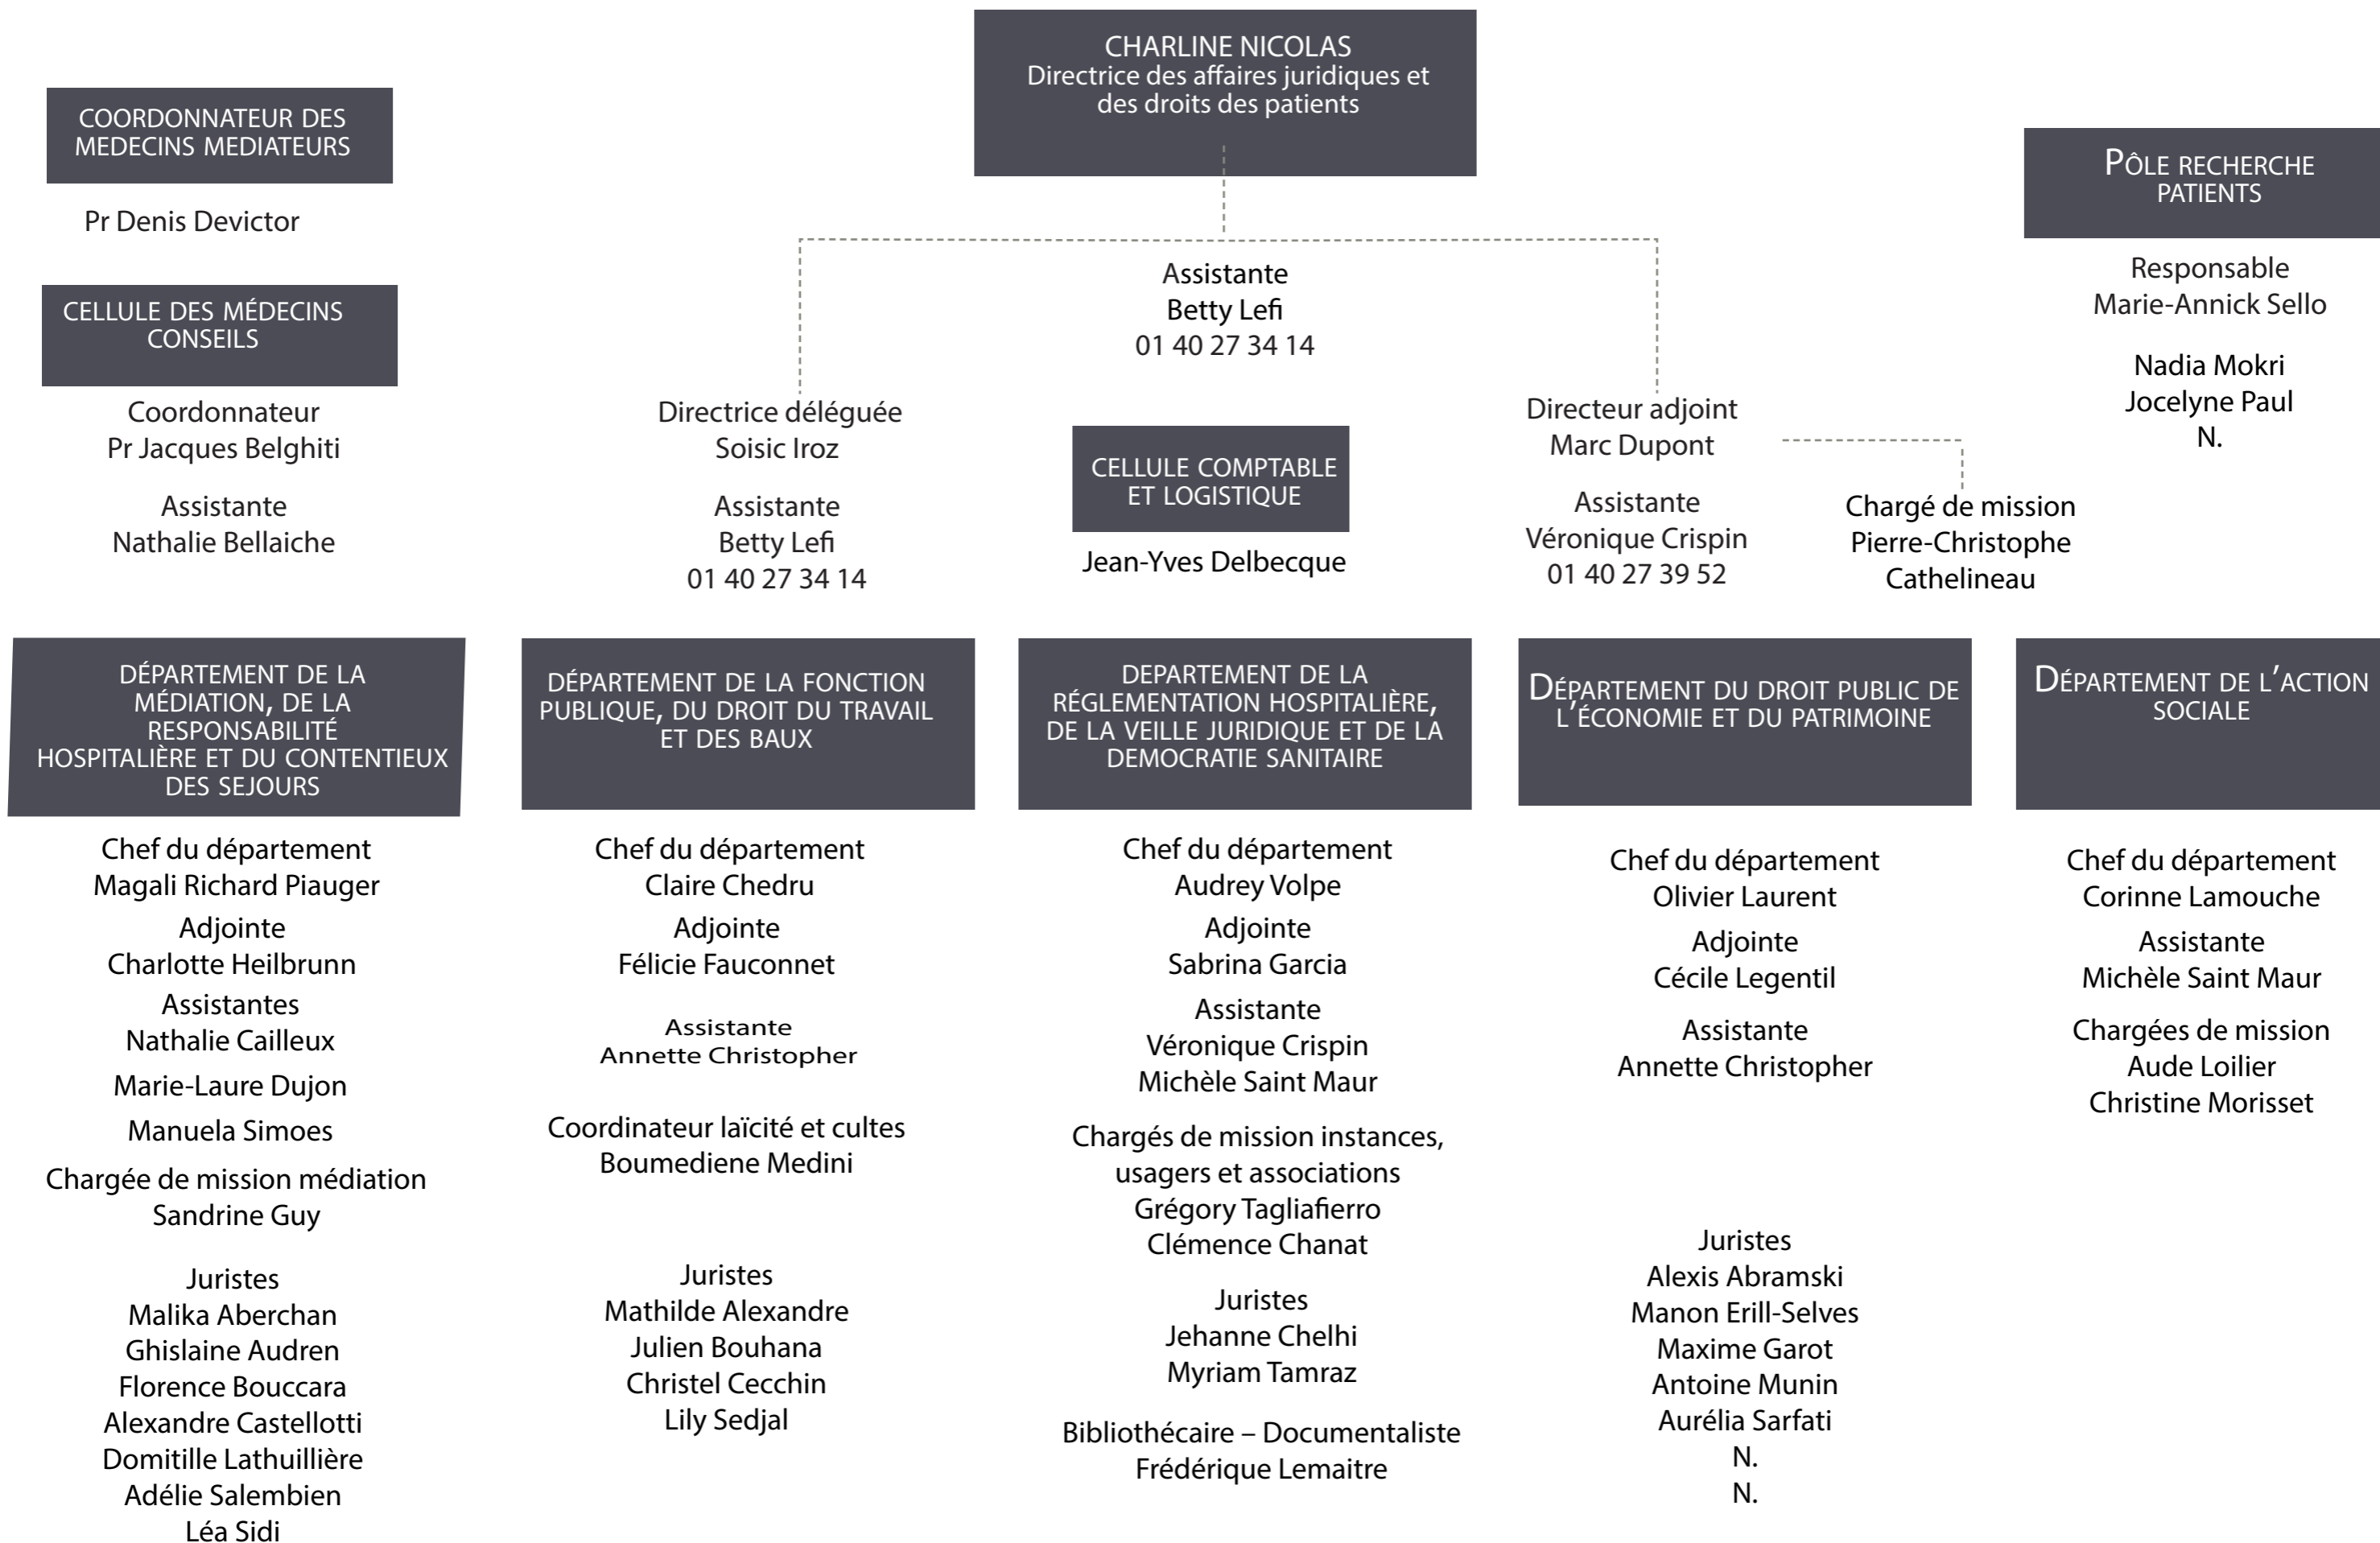 CHARLINE NICOLAS
Directrice des affaires juridiques et
des droits des patients
COORDONNATEUR DES
MEDECINS MEDIATEURS
Pr Denis Devictor
CELLULE DES MÉDECINS
CONSEILS
Coordonnateur
Pr Jacques Belghiti
Assistante
Nathalie Bellaiche
Assistante
Betty Lefi
01 40 27 34 14
Directrice déléguée
Soisic Iroz
Assistante
Betty Lefi
01 40 27 34 14
CELLULE COMPTABLE
ET LOGISTIQUE
Jean-Yves Delbecque
Directeur adjoint
Marc Dupont
Assistante
Véronique Crispin
01 40 27 39 52
Chargé de mission
Pierre-Christophe
Cathelineau
PÔLE RECHERCHE
PATIENTS
Responsable
Marie-Annick Sello
Nadia Mokri
Jocelyne Paul
N.
DÉPARTEMENT DE LA
MÉDIATION, DE LA
RESPONSABILITÉ
HOSPITALIÈRE ET DU CONTENTIEUX
DES SEJOURS
Chef du département
Magali Richard Piauger
Adjointe
Charlotte Heilbrunn
Assistantes
Nathalie Cailleux
Marie-Laure Dujon
Manuela Simoes
Chargée de mission médiation
Sandrine Guy
Juristes
Malika Aberchan
Ghislaine Audren
Florence Bouccara
Alexandre Castellotti
Domitille Lathuillière
Adélie Salembien
Léa Sidi
DÉPARTEMENT DE LA FONCTION
PUBLIQUE, DU DROIT DU TRAVAIL
ET DES BAUX
Chef du département
Claire Chedru
Adjointe
Félicie Fauconnet
Assistante
Annette Christopher
Coordinateur laïcité et cultes
Boumediene Medini
Juristes
Mathilde Alexandre
Julien Bouhana
Christel Cecchin
Lily Sedjal
DEPARTEMENT DE LA
RÉGLEMENTATION HOSPITALIÈRE,
DE LA VEILLE JURIDIQUE ET DE LA
DEMOCRATIE SANITAIRE
Chef du département
Audrey Volpe
Adjointe
Sabrina Garcia
Assistante
Véronique Crispin
Michèle Saint Maur
Chargés de mission instances,
usagers et associations
Grégory Tagliafierro
Clémence Chanat
Juristes
Jehanne Chelhi
Myriam Tamraz
Bibliothécaire – Documentaliste
Frédérique Lemaitre
DÉPARTEMENT DU DROIT PUBLIC DE
L'ÉCONOMIE ET DU PATRIMOINE
Chef du département
Olivier Laurent
Adjointe
Cécile Legentil
Assistante
Annette Christopher
Juristes
Alexis Abramski
Manon Erill-Selves
Maxime Garot
Antoine Munin
Aurélia Sarfati
N.
N.
DÉPARTEMENT DE L'ACTION
SOCIALE
Chef du département
Corinne Lamouche
Assistante
Michèle Saint Maur
Chargées de mission
Aude Loilier
Christine Morisset